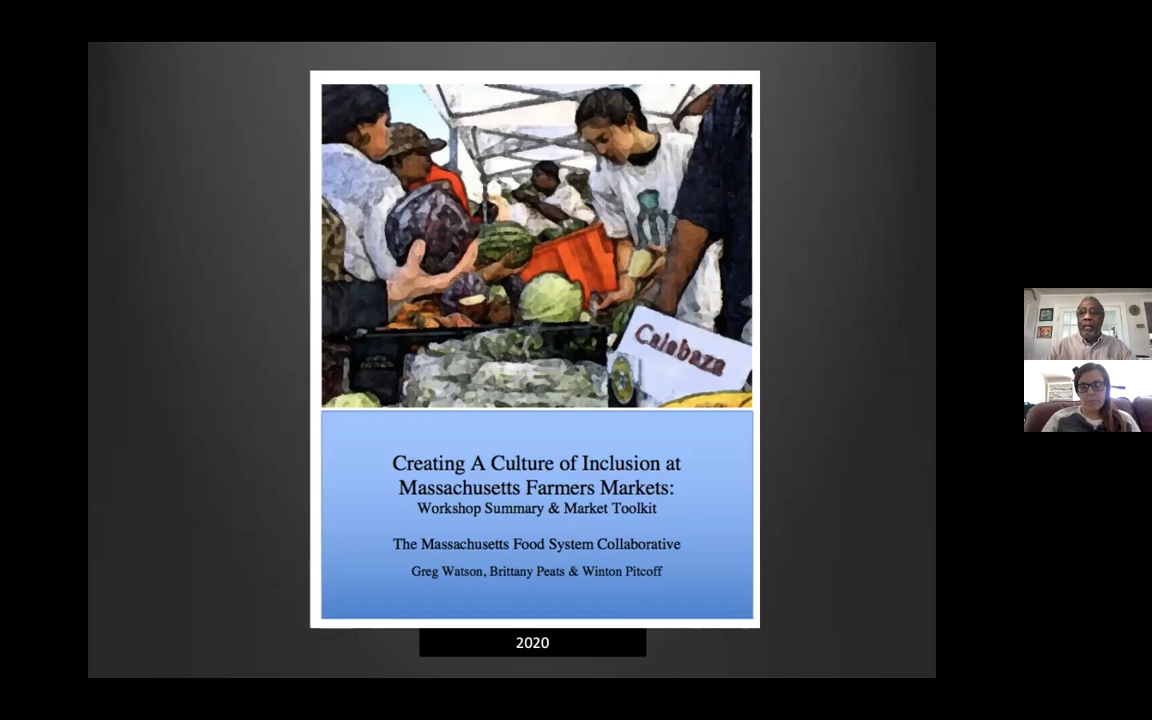 Calabaza
Creating A Culture of Inclusion at
Massachusetts Farmers Markets:
Workshop Summary & Market Toolkit
The Massachusetts Food System Collaborative
Greg Watson, Brittany Peats & Winton Pitcoff
2020